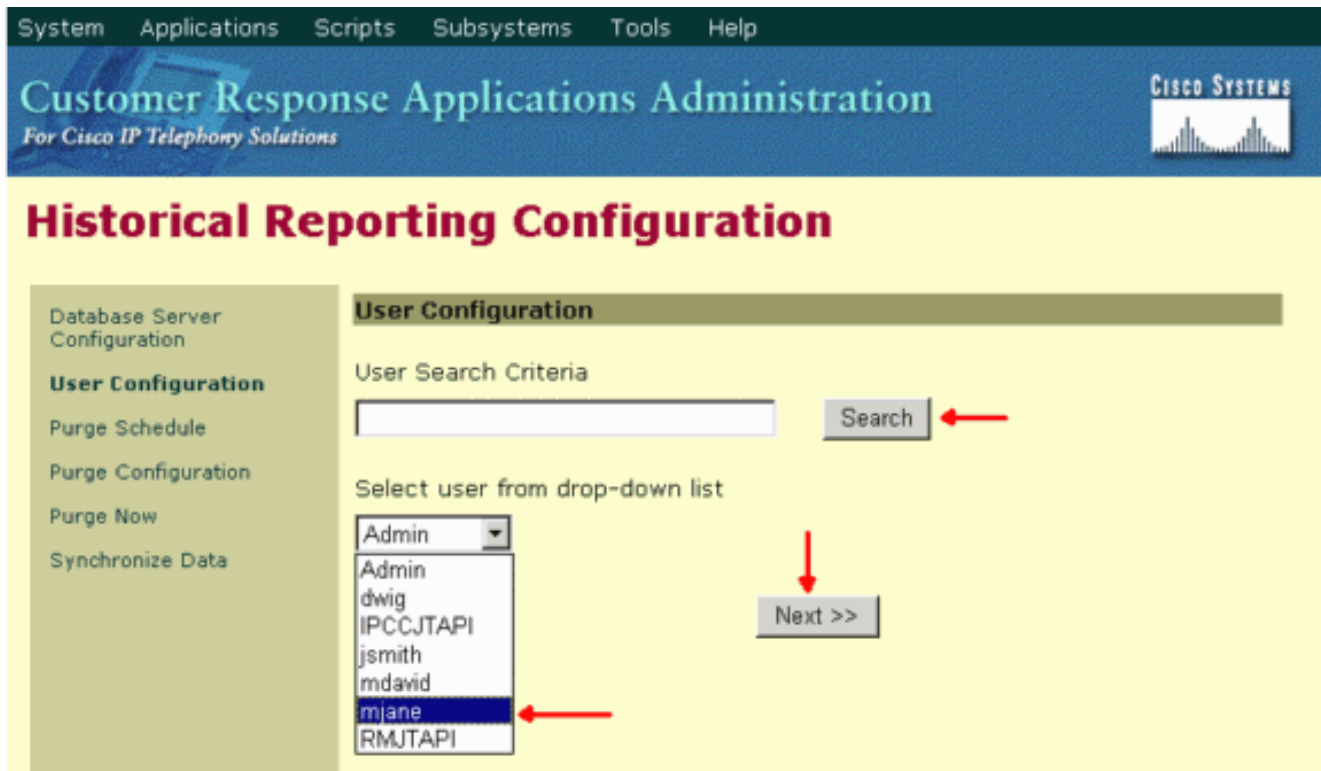 System Applications Scripts Subsystems Tools Help
Customer Response Applications Administration
For Cisco IP Telephony Solutions
CISCO SYSTEMS
Historical Reporting Configuration
Database Server
Configuration
User Configuration
Purge Schedule
Purge Configuration
Purge Now
Synchronize Data
User Configuration
User Search Criteria
Search
Select user from drop-down list
Admin
Admin
dwig
IPCCJTAPI
jsmith
mdavid
mjane
RMJTAPI
Next >>